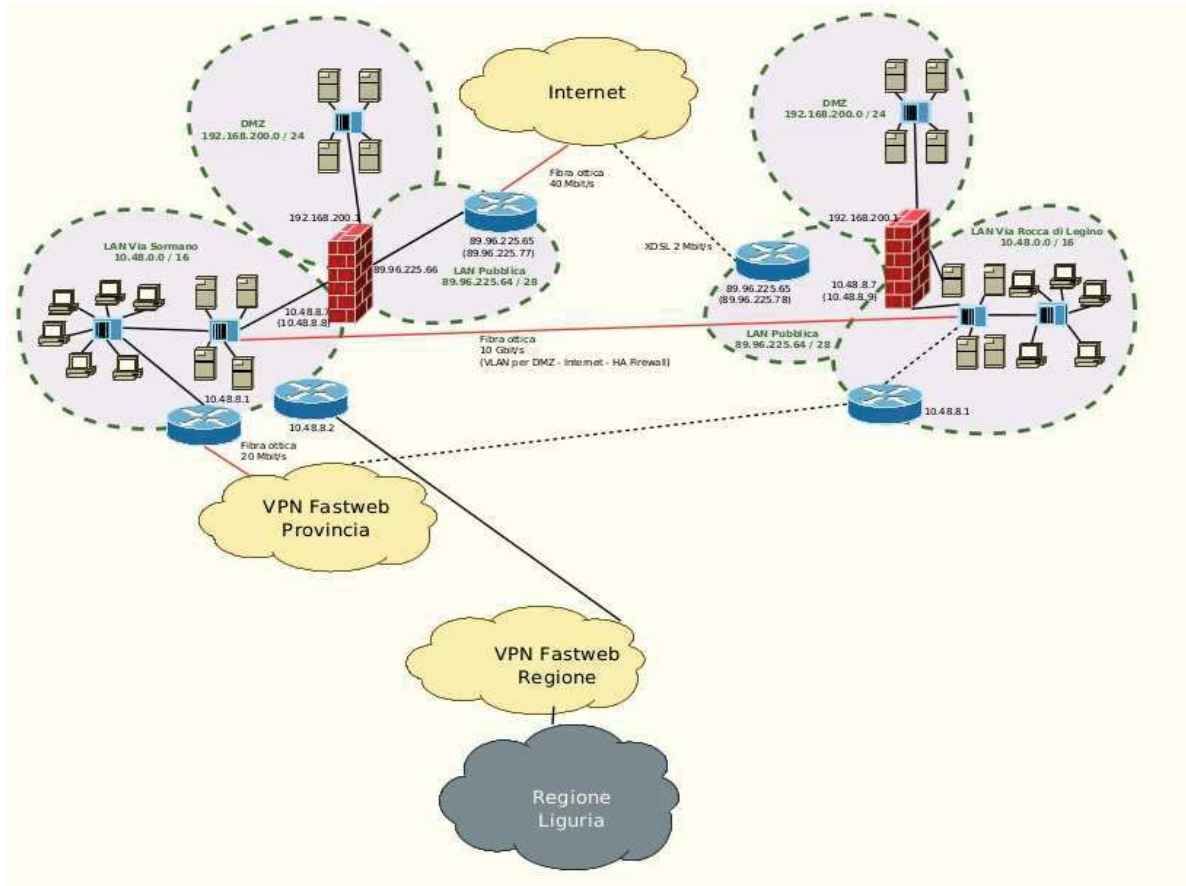 Internet
DMZ
192.168.200.0 / 24
DMZ
192.168.200.0 / 24
Fibra ottica
40 Mbit/s
192.168.200.1
192.168.200.1
LAN Via Sormano
10.48.0.0 / 16
LAN Via Rocca di Legino
10.48.0.0 / 16
89.96.225.65
(89.96.225.77)
XDSL 2 Mbit/s
89.96.225.66
LAN Pubblica
89.96.225.64 / 28
89.96.225.65
(89.96.225.78)
10.48.8.7
(10.48.8.9)
10.48.8.7
(10.48.8.8)
LAN Pubblica
89.96.225.64 / 28
Fibra ottica
10 Gbit/s
(VLAN per DMZ - Internet - HA Firewall)
10.48.8.1
10.48.8.2
10.48.8.1
Fibra ottica
20 Mbit/s
VPN Fastweb
Provincia
VPN Fastweb
Regione
Regione
Liguria